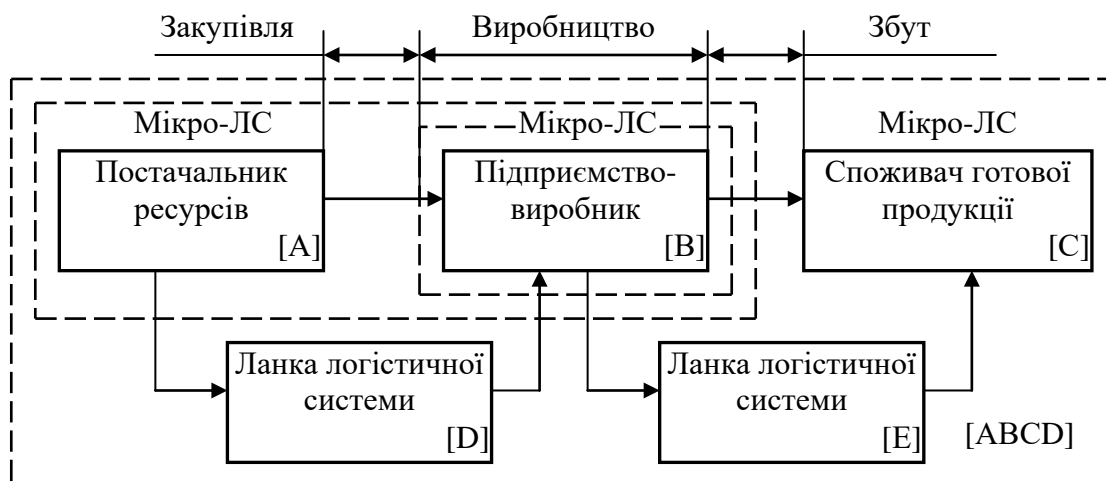 Закупівля
Виробництво
Збут
Мікро-ЛС
Мікро-ЛС
Мікро-ЛС
Постачальник
ресурсів
[A]
Підприємство-
виробник
[B]
Споживач готової
продукції
[C]
Ланка логістичної
системи
[D]
Ланка логістичної
системи
[E]
[ABCD]